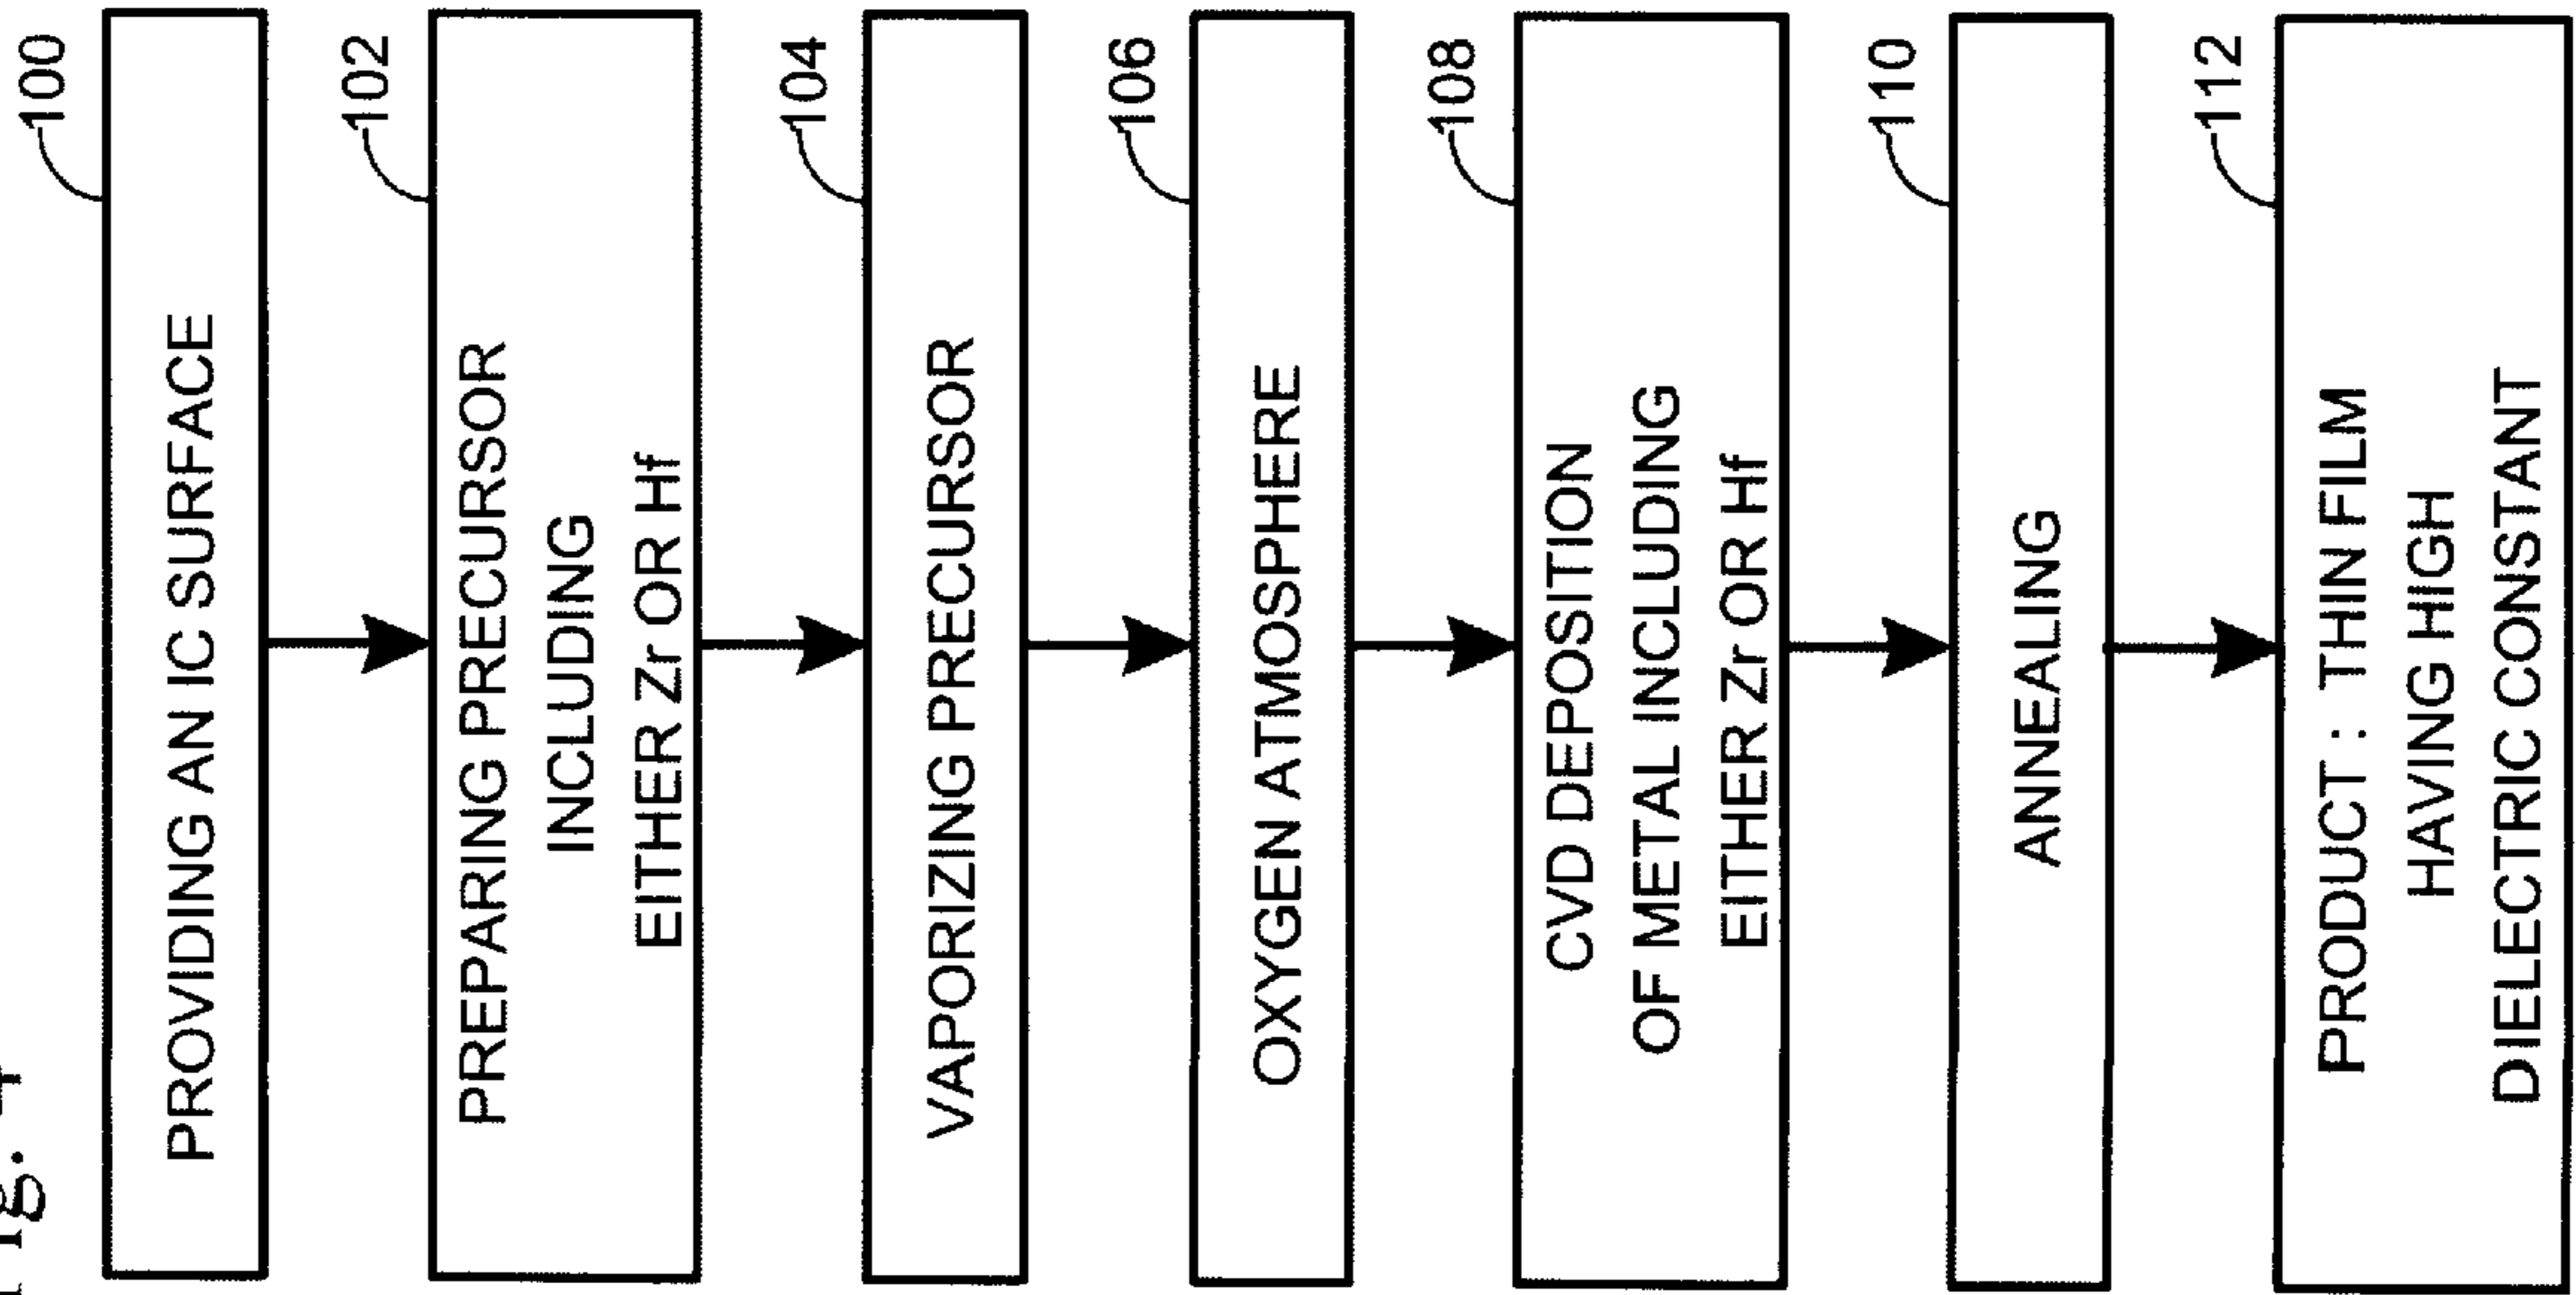 Fig. 4
100
PROVIDING AN IC SURFACE
102
PREPARING PRECURSOR
INCLUDING
EITHER Zr OR Hf
104
VAPORIZING PRECURSOR
106
OXYGEN ATMOSPHERE
108
CVD DEPOSITION
OF METAL INCLUDING
EITHER Zr OR Hf
110
ANNEALING
112
PRODUCT : THIN FILM
HAVING HIGH
DIELECTRIC CONSTANT